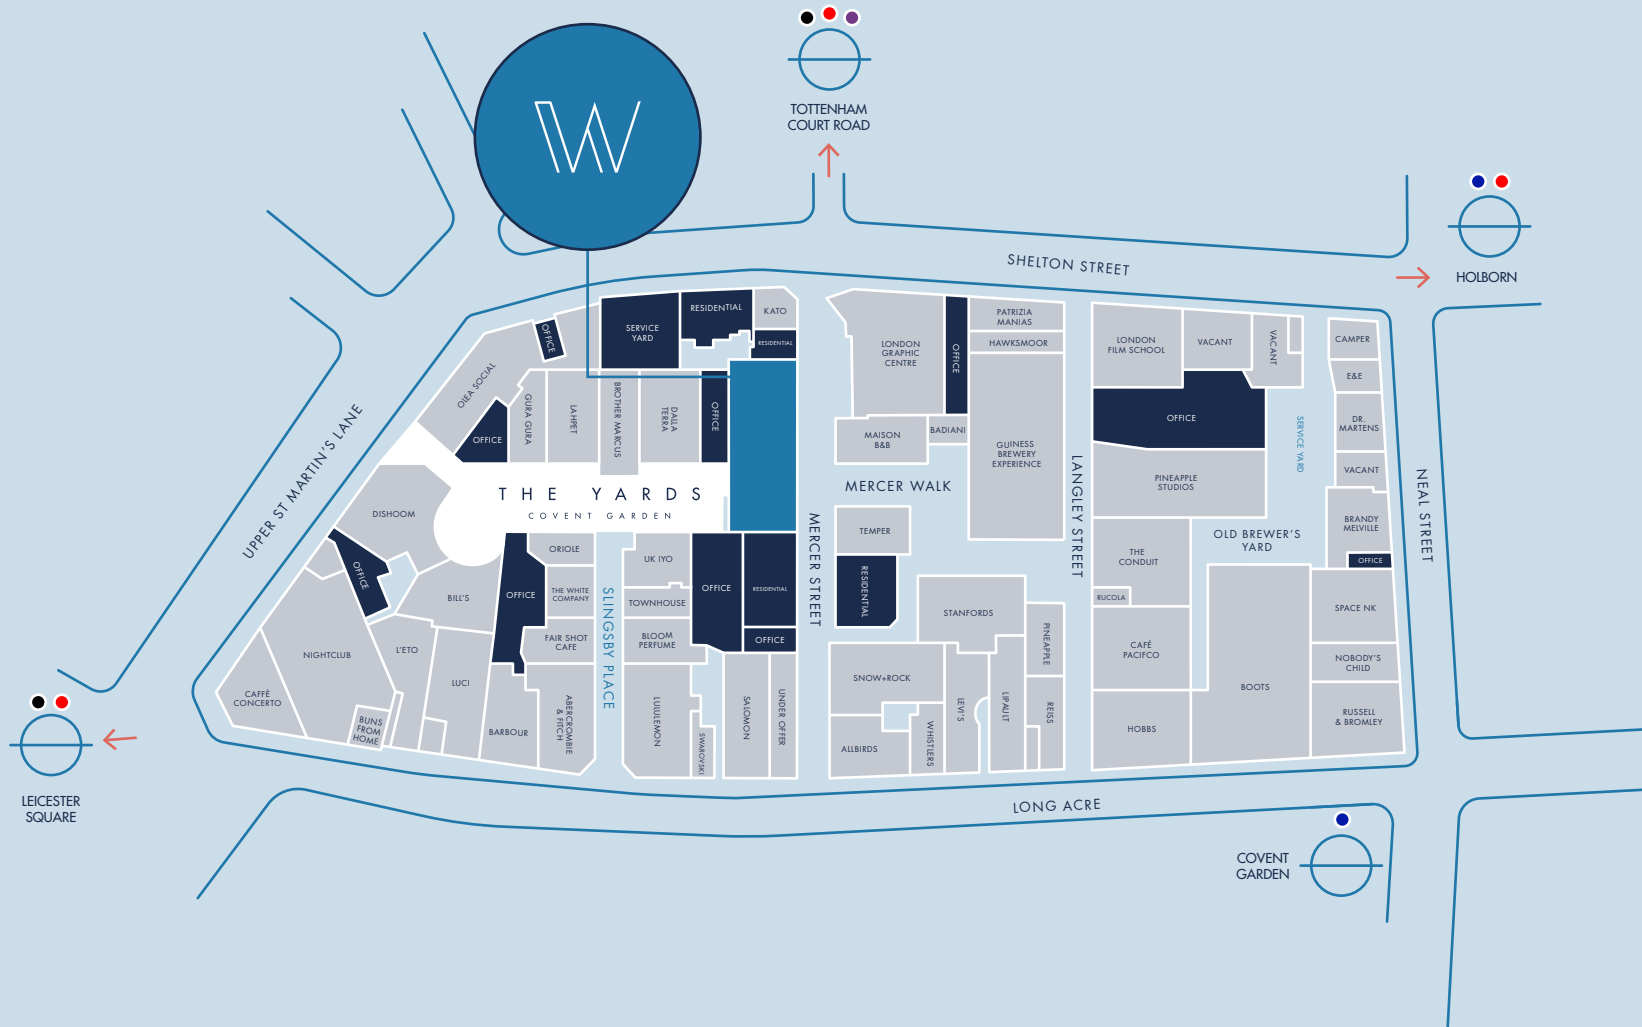 TOTTENHAM
COURT ROAD
W
HOLBORN
SHELTON STREET
UPPER ST MARTIN'S LANE
LEICESTER
SQUARE
OLEA SOCIAL
OFFICE
SERVICE
YARD
RESIDENTIAL
KATO
RESIDENTIAL
OFFICE
GURA GURA
LAHPET
BROTHER MARCUS
DALLA
TERRA
OFFICE
THE YARDS
COVENT GARDEN
DISHOOM
OFFICE
BILL'S
OFFICE
ORIOLE
THE WHITE
COMPANY
FAIR SHOT
CAFE
NIGHTCLUB
L'ETO
LUCI
CAFFÈ
CONCERTO
BUNS
FROM
HOME
BARBOUR
ABERCROMBIE
& FITCH
SLINGSBY PLACE
UK IYO
TOWNHOUSE
BLOOM
PERFUME
OFFICE
RESIDENTIAL
OFFICE
LULULEMON
SWAROVSKI
SALOMON
UNDER OFFER
MERCER STREET
LONDON
GRAPHIC
CENTRE
OFFICE
PATRIZIA
MANIAS
HAWKSMOOR
MAISON
B&B
BADIANI
GUINESS
BREWERY
EXPERIENCE
MERCER WALK
TEMPER
RESIDENTIAL
STANFORDS
PINEAPPLE
SNOW+ROCK
LEVI'S
LIPAULT
REISS
ALLBIRDS
WHISTLERS
LANGLEY STREET
LONDON
FILM SCHOOL
VACANT
VACANT
OFFICE
SERVICE YARD
PINEAPPLE
STUDIOS
OLD BREWER'S
YARD
THE
CONDUIT
RUCOLA
CAFÉ
PACIFCO
HOBBS
BOOTS
CAMPER
E&E
DR.
MARTENS
VACANT
BRANDY
MELVILLE
OFFICE
SPACE NK
NOBODY'S
CHILD
RUSSELL
& BROMLEY
NEAL STREET
LONG ACRE
COVENT
GARDEN